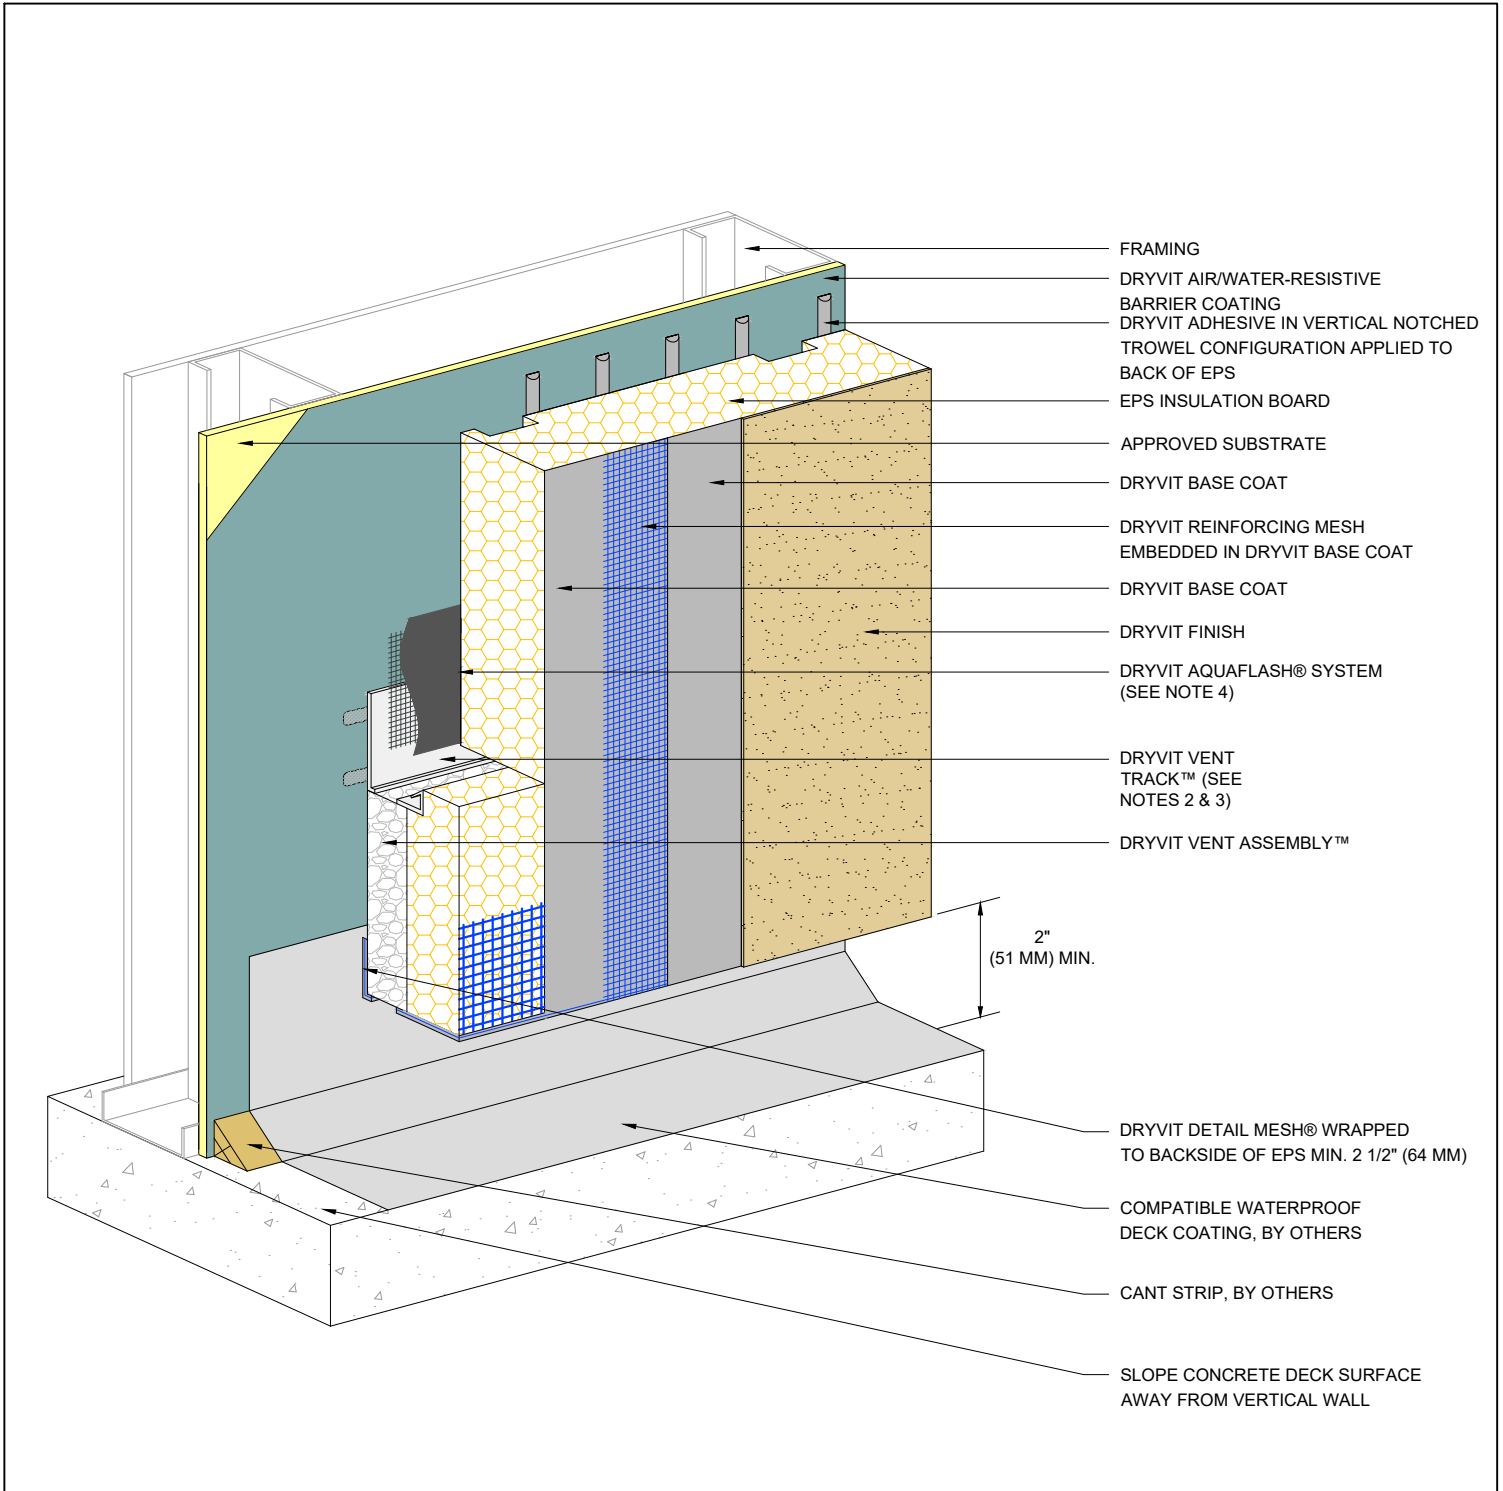 FRAMING
DRYVIT AIR/WATER-RESISTIVE
BARRIER COATING
DRYVIT ADHESIVE IN VERTICAL NOTCHED
TROWEL CONFIGURATION APPLIED TO
BACK OF EPS
EPS INSULATION BOARD
APPROVED SUBSTRATE
DRYVIT BASE COAT
DRYVIT REINFORCING MESH
EMBEDDED IN DRYVIT BASE COAT
DRYVIT BASE COAT
DRYVIT FINISH
DRYVIT AQUAFLASH® SYSTEM
(SEE NOTE 4)
DRYVIT VENT
TRACK™ (SEE
NOTES 2 & 3)
DRYVIT VENT ASSEMBLY™
2"
(51 MM) MIN.
DRYVIT DETAIL MESH® WRAPPED
TO BACKSIDE OF EPS MIN. 2 1/2" (64 MM)
COMPATIBLE WATERPROOF
DECK COATING, BY OTHERS
CANT STRIP, BY OTHERS
SLOPE CONCRETE DECK SURFACE
AWAY FROM VERTICAL WALL